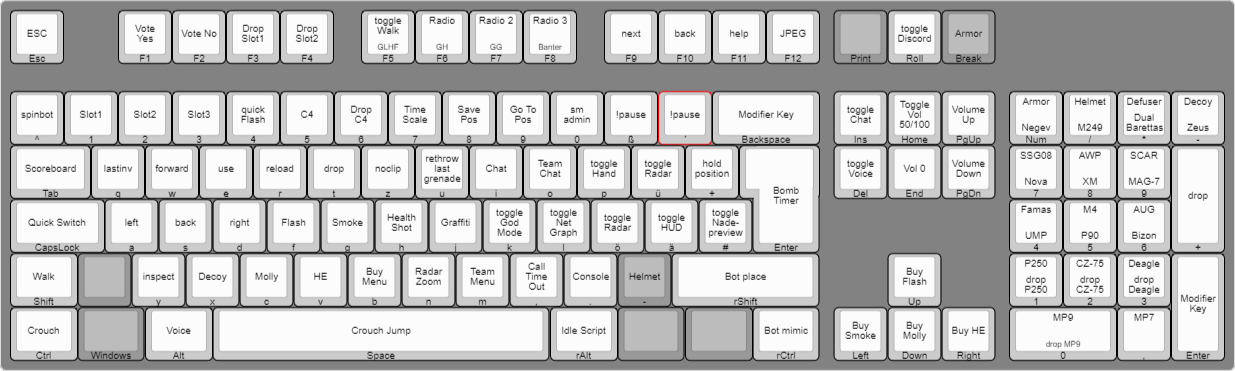 ESC
Esc
Vote
Yes
F1
Vote No
F2
Drop
Slot1
F3
Drop
Slot2
F4
toggle
Walk
GLHF
F5
Radio
GH
F6
Radio 2
GG
F7
Radio 3
Banter
F8
next
F9
back
F10
help
F11
JPEG
F12
Print
toggle
Discord
Roll
Armor
Break
spinbot
^
Slot1
1
Slot2
2
Slot3
3
quick
Flash
4
C4
5
Drop
C4
6
Time
Scale
7
Save
Pos
8
Go To
Pos
9
sm
admin
0
!pause
ß
!pause
´
Modifier Key
Backspace
toggle
Chat
Ins
Toggle
Vol
50/100
Home
Volume
Up
PgUp
Armor
Negev
Num
Helmet
M249
/
Defuser
Dual
Barettas
*
Decoy
Zeus
-
Scoreboard
Tab
lastinv
q
forward
w
use
e
reload
r
drop
t
noclip
z
rethrow
last
grenade
u
Chat
i
Team
Chat
o
toggle
Hand
p
toggle
Radar
ü
hold
position
+
Bomb
Timer
Enter
toggle
Voice
Del
Vol 0
End
Volume
Down
PgDn
SSG08
Nova
7
AWP
XM
8
SCAR
MAG-7
9
drop
+
Quick Switch
CapsLock
left
a
back
s
right
d
Flash
f
Smoke
g
Health
Shot
h
Graffiti
j
toggle
God
Mode
k
toggle
Net
Graph
l
toggle
Radar
ö
toggle
HUD
ä
toggle
Nade-
preview
#
Famas
UMP
4
M4
P90
5
AUG
Bizon
6
Walk
Shift
inspect
y
Decoy
x
Molly
c
HE
v
Buy
Menu
b
Radar
Zoom
n
Team
Menu
m
Call
Time
Out
,
Console
.
Helmet
-
Bot place
rShift
Buy
Flash
Up
P250
drop
P250
1
CZ-75
drop
CZ-75
2
Deagle
drop
Deagle
3
Modifier
Key
Enter
Crouch
Ctrl
Windows
Voice
Alt
Crouch Jump
Space
Idle Script
rAlt
Bot mimic
rCtrl
Buy
Smoke
Left
Buy
Molly
Down
Buy HE
Right
MP9
drop MP9
0
MP7
,